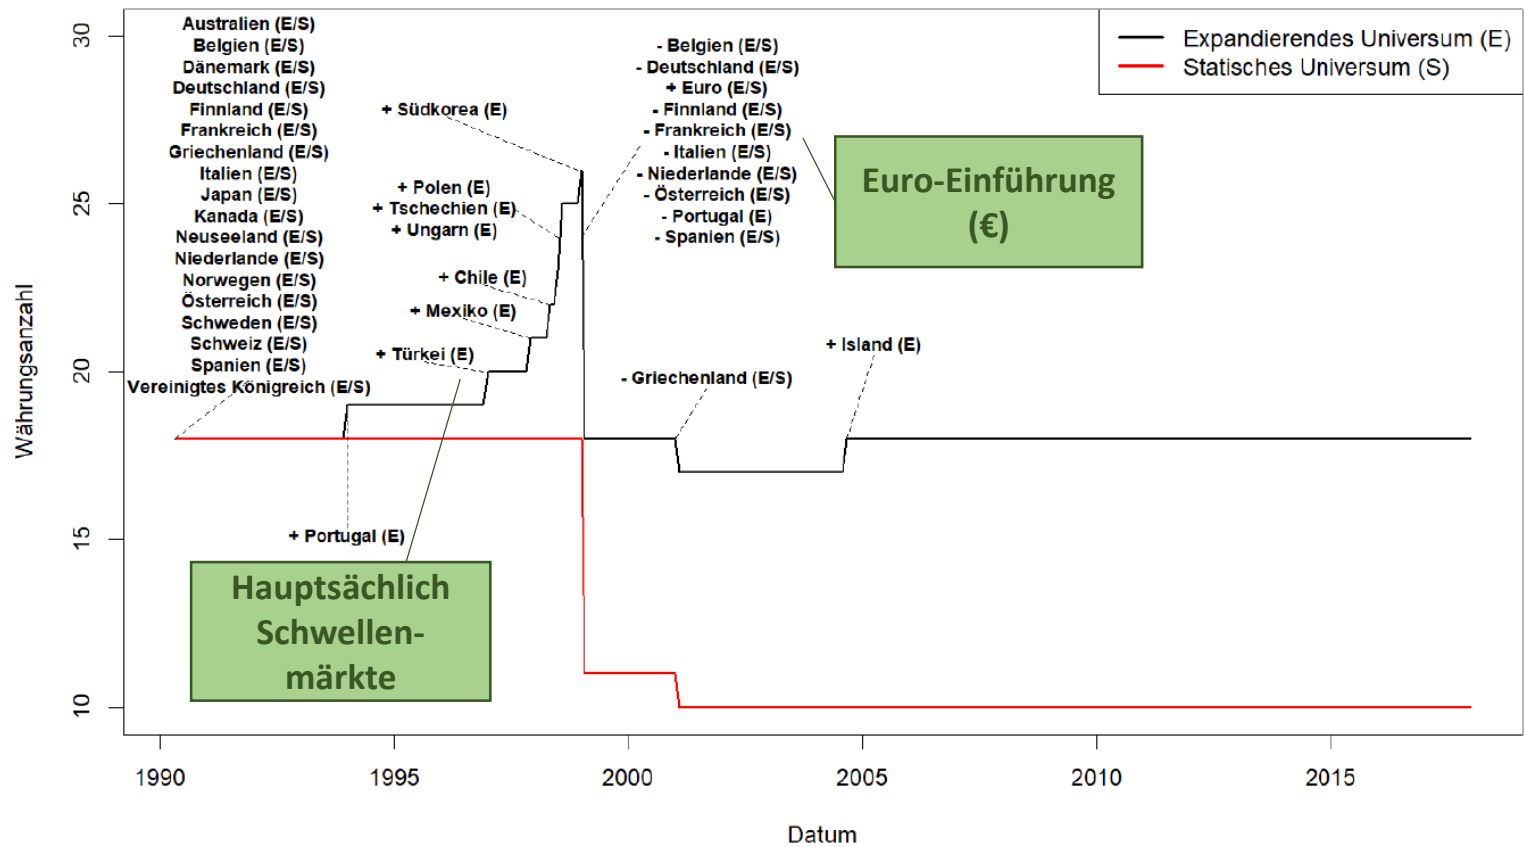 Australien (E/S)
Belgien (E/S)
Dänemark (E/S)
Deutschland (E/S)
Finnland (E/S)
Frankreich (E/S)
Griechenland (E/S)
Italien (E/S)
Japan (E/S)
Kanada (E/S)
Neuseeland (E/S)
Niederlande (E/S)
Norwegen (E/S)
Österreich (E/S)
Schweden (E/S)
Schweiz (E/S)
Spanien (E/S)
Vereinigtes Königreich (E/S)
+ Portugal (E)
+ Südkorea (E)
+ Polen (E)
+ Tschechien (E)
+ Ungarn (E)
+ Chile (E)
+ Mexiko (E)
+ Türkei (E)
- Belgien (E/S)
- Deutschland (E/S)
+ Euro (E/S)
- Finnland (E/S)
- Frankreich (E/S)
- Italien (E/S)
- Niederlande (E/S)
- Österreich (E/S)
- Portugal (E)
- Spanien (E/S)
- Griechenland (E/S)
+ Island (E)
Expandierendes Universum (E)
Statisches Universum (S)
Euro-Einführung
(€)
Hauptsächlich
Schwellen-
märkte
Währungsanzahl
30
25
20
15
10
1990
1995
2000
2005
2010
2015
Datum